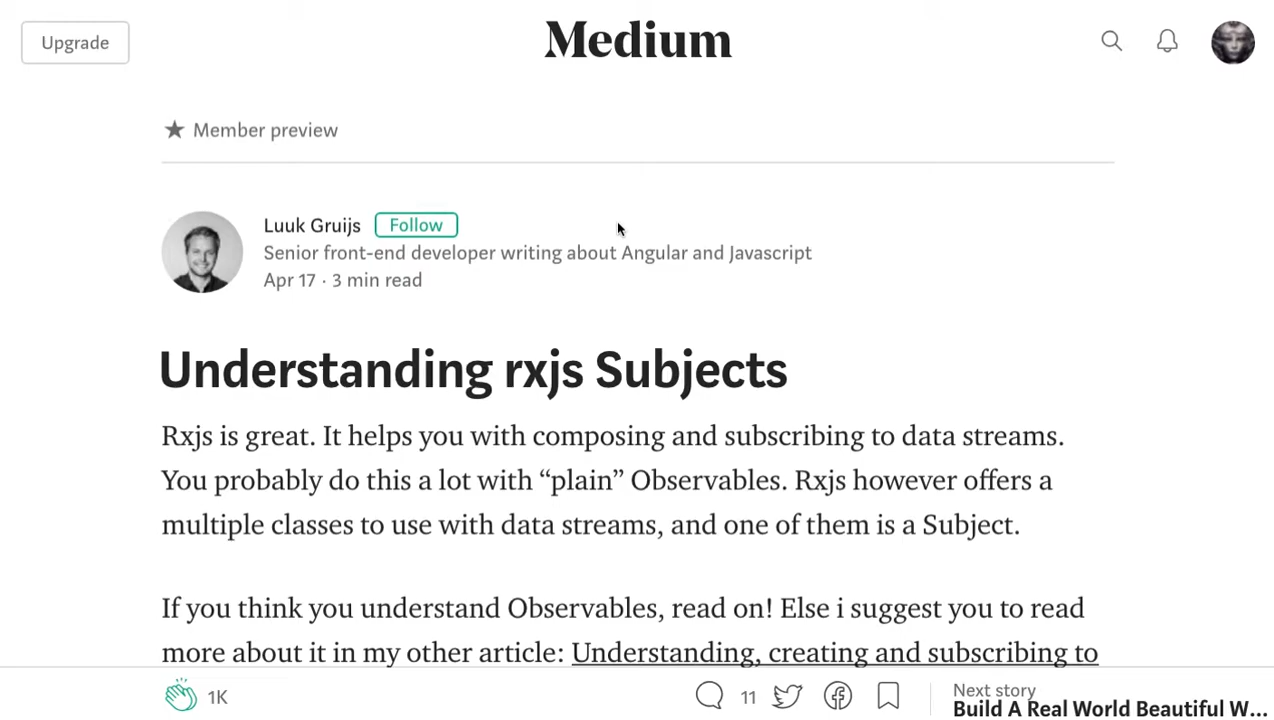 Upgrade
Medium
Member preview
Luuk Gruijs
Follow
Senior front-end developer writing about Angular and Javascript
Apr 17 · 3 min read
Understanding rxjs Subjects
Rxjs is great. It helps you with composing and subscribing to data streams.
You probably do this a lot with “plain” Observables. Rxjs however offers a
multiple classes to use with data streams, and one of them is a Subject.
If you think you understand Observables, read on! Else i suggest you to read
more about it in my other article: Understanding, creating and subscribing to
1K
11
Next story
Build A Real World Beautiful W...